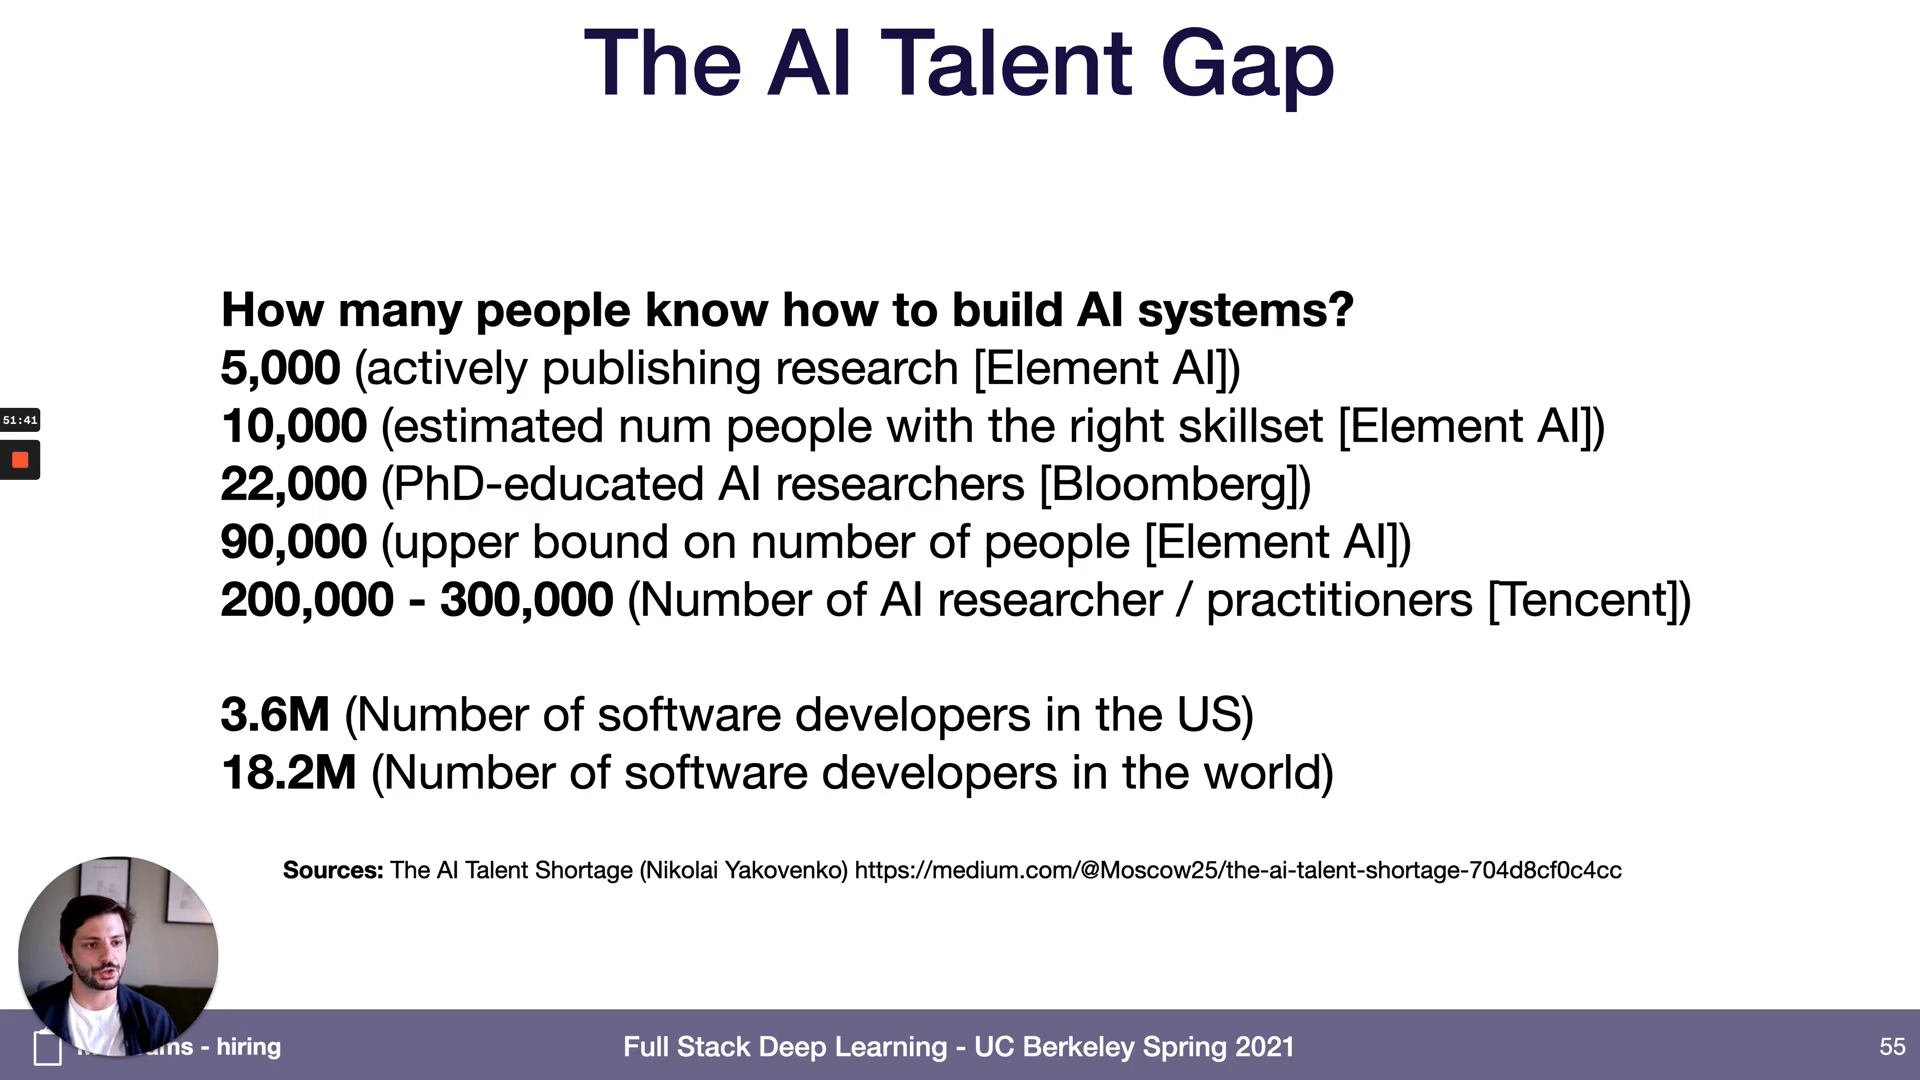 The AI Talent Gap
How many people know how to build AI systems?
5,000 (actively publishing research [Element AI])
10,000 (estimated num people with the right skillset [Element AI])
22,000 (PhD-educated AI researchers [Bloomberg])
90,000 (upper bound on number of people [Element AI])
200,000 - 300,000 (Number of AI researcher / practitioners [Tencent])
3.6M (Number of software developers in the US)
18.2M (Number of software developers in the world)
Sources: The AI Talent Shortage (Nikolai Yakovenko) https://medium.com/@Moscow25/the-ai-talent-shortage-704d8cf0c4cc
51:41
- hiring
Full Stack Deep Learning - UC Berkeley Spring 2021
55